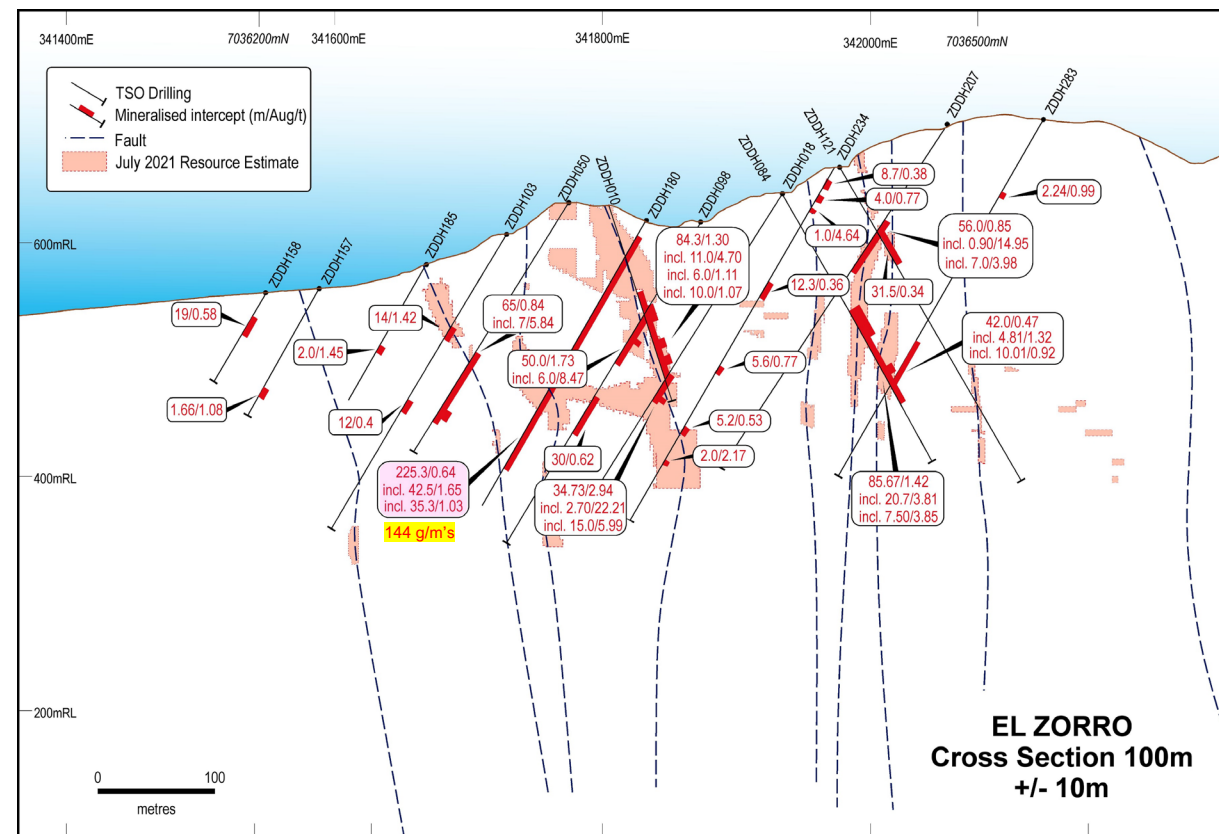 341400mE
7036200mN
341600mE
341800mE
342000mE
7036500mN
TSO Drilling
Mineralised intercept (m/Aug/t)
Fault
July 2021 Resource Estimate
ZDDH158
ZDDH157
ZDDH185
ZDDH103
ZDDH050
ZDDH010
ZDDH180
ZDDH098
ZDDH084
ZDDH018
ZDDH121
ZDDH234
ZDDH207
ZDDH283
600mRL
400mRL
200mRL
19/0.58
1.66/1.08
2.0/1.45
14/1.42
12/0.4
65/0.84
incl. 7/5.84
225.3/0.64
incl. 42.5/1.65
incl. 35.3/1.03
144 g/m's
50.0/1.73
incl. 6.0/8.47
30/0.62
84.3/1.30
incl. 11.0/4.70
incl. 6.0/1.11
incl. 10.0/1.07
34.73/2.94
incl. 2.70/22.21
incl. 15.0/5.99
8.7/0.38
4.0/0.77
1.0/4.64
12.3/0.36
5.6/0.77
5.2/0.53
2.0/2.17
56.0/0.85
incl. 0.90/14.95
incl. 7.0/3.98
31.5/0.34
2.24/0.99
42.0/0.47
incl. 4.81/1.32
incl. 10.01/0.92
85.67/1.42
incl. 20.7/3.81
incl. 7.50/3.85
0
100
metres
EL ZORRO
Cross Section 100m
+/- 10m